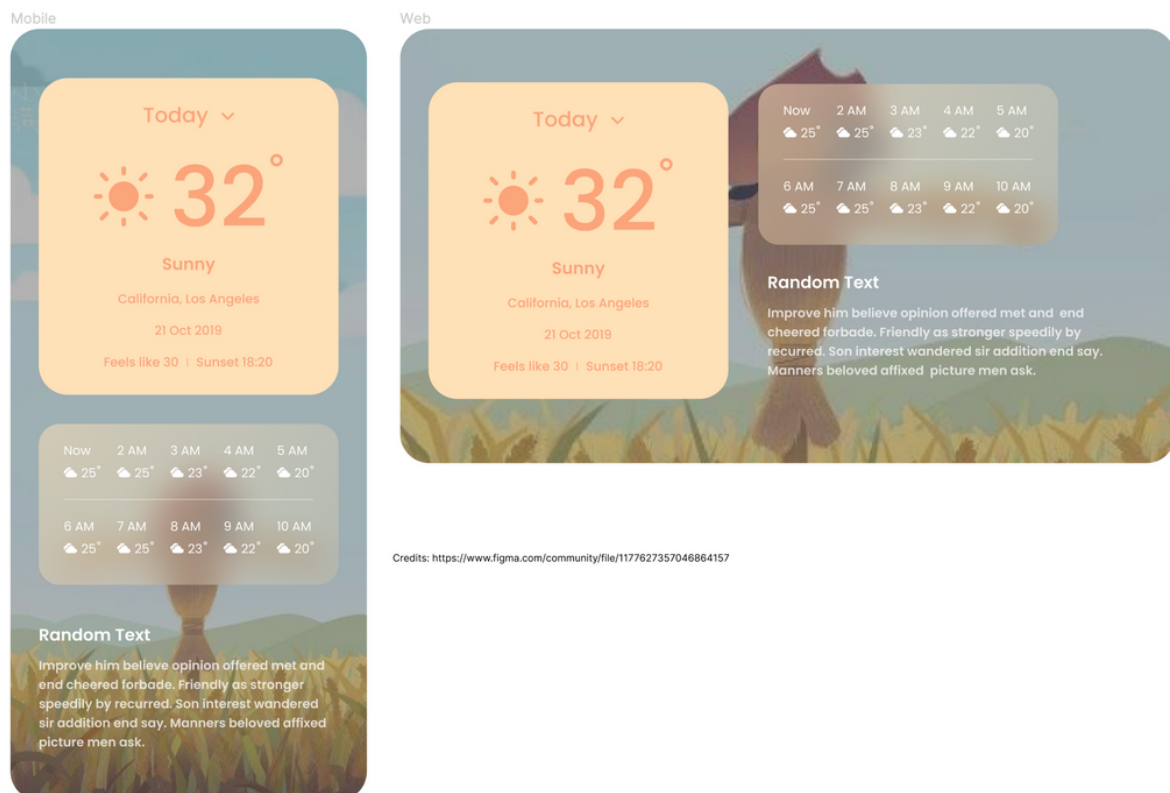 Mobile
Today
32°
Sunny
California, Los Angeles
21 Oct 2019
Feels like 30 | Sunset 18:20
Now 2 AM 3 AM 4 AM 5 AM
25° 25° 23° 22° 20°
6 AM 7 AM 8 AM 9 AM 10 AM
25° 25° 23° 22° 20°
Random Text
Improve him believe opinion offered met and
end cheered forbade. Friendly as stronger
speedily by recurred. Son interest wandered
sir addition end say. Manners beloved affixed
picture men ask.
Web
Today
32°
Sunny
California, Los Angeles
21 Oct 2019
Feels like 30 | Sunset 18:20
Now 2 AM 3 AM 4 AM 5 AM
25° 25° 23° 22° 20°
6 AM 7 AM 8 AM 9 AM 10 AM
25° 25° 23° 22° 20°
Random Text
Improve him believe opinion offered met and end
cheered forbade. Friendly as stronger speedily by
recurred. Son interest wandered sir addition end say.
Manners beloved affixed picture men ask.
Credits: https://www.figma.com/community/file/1177627357046864157